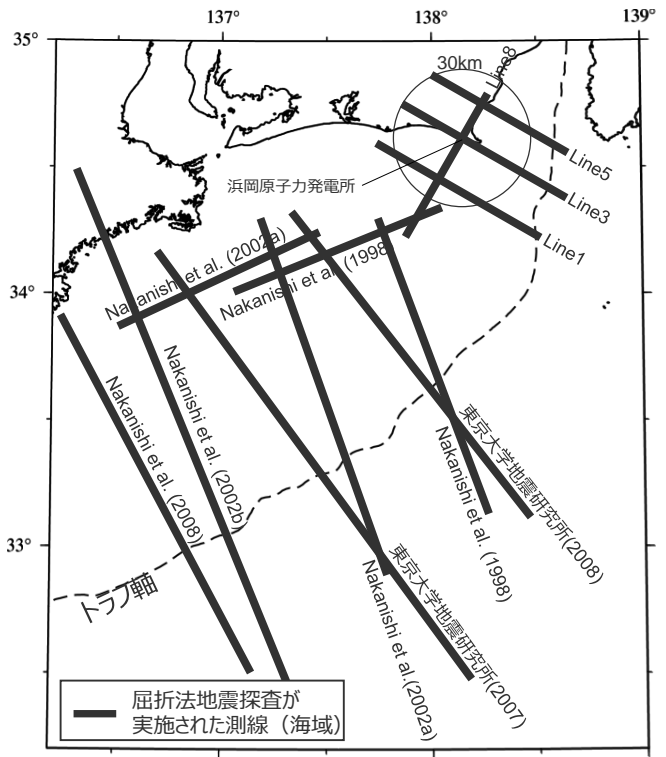 137°
138°
139°
35°
34°
33°
30km
Line8
Line5
Line3
Line1
浜岡原子力発電所
Nakanishi et al. (2002a)
Nakanishi et al. (1998)
Nakanishi et al. (2008)
Nakanishi et al. (2002b)
東京大学地震研究所(2008)
Nakanishi et al. (1998)
東京大学地震研究所(2007)
Nakanishi et al.(2002a)
トラフ軸
屈折法地震探査が
実施された測線（海域）